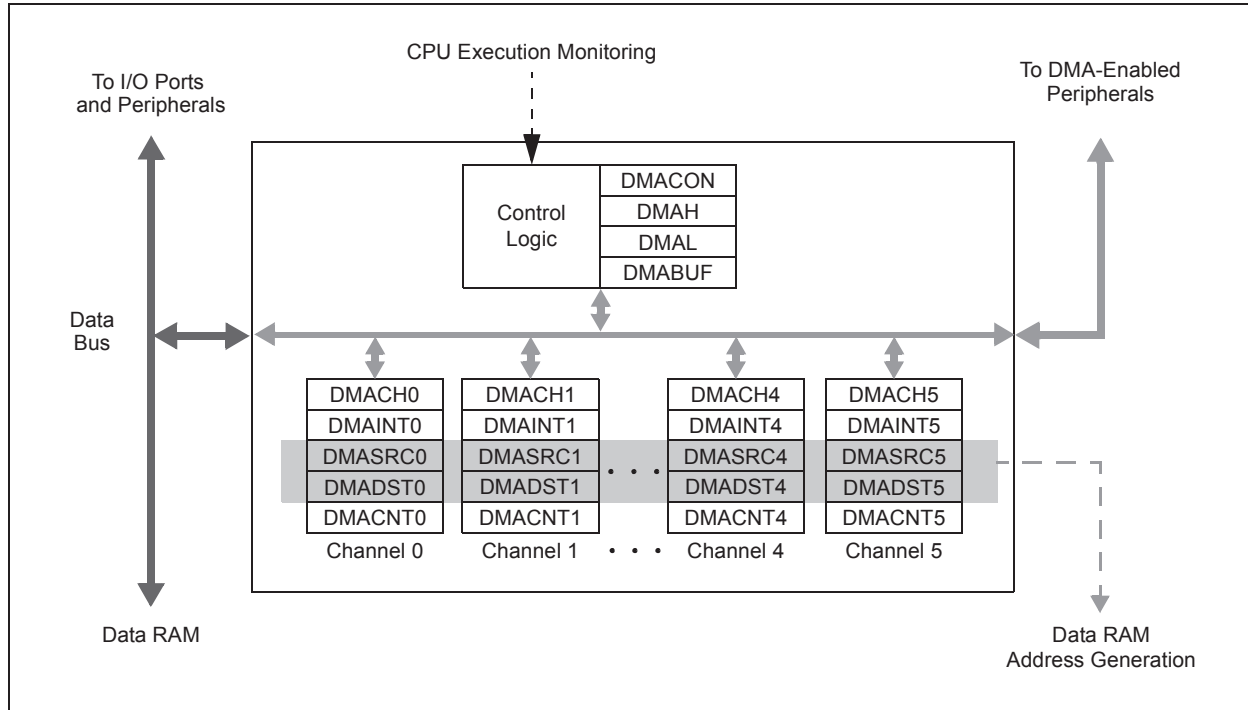 CPU Execution Monitoring
To I/O Ports
and Peripherals
To DMA-Enabled
Peripherals
Control
Logic
DMACON
DMAH
DMAL
DMABUF
Data
Bus
DMACH0
DMAINT0
DMASRC0
DMADST0
DMACNT0
Channel 0
DMACH1
DMAINT1
DMASRC1
DMADST1
DMACNT1
Channel 1
DMACH4
DMAINT4
DMASRC4
DMADST4
DMACNT4
Channel 4
DMACH5
DMAINT5
DMASRC5
DMADST5
DMACNT5
Channel 5
Data RAM
Data RAM
Address Generation